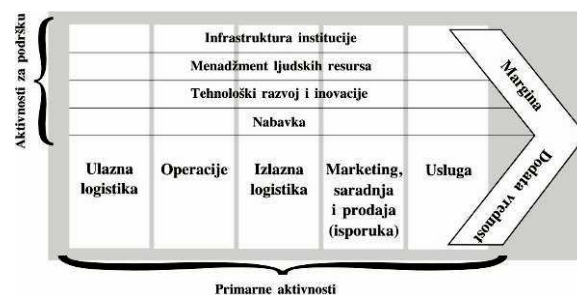 Aktivnosti za podršku
Infrastruktura institucije
Menadžment ljudskih resursa
Tehnološki razvoj i inovacije
Nabavka
Margina
Dodata vrednost
Ulazna
logistika
Operacije
Izlazna
logistika
Marketing,
saradnja
i prodaja
(isporuka)
Usluga
Primarne aktivnosti